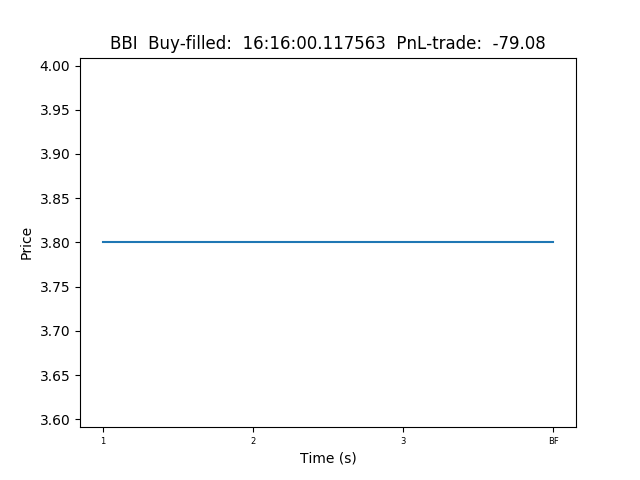 BBI Buy-filled: 16:16:00.117563 PnL-trade: -79.08
4.00
3.95
3.90
3.85
3.80
3.75
3.70
3.65
3.60
Price
1 2 3 BF
Time (s)